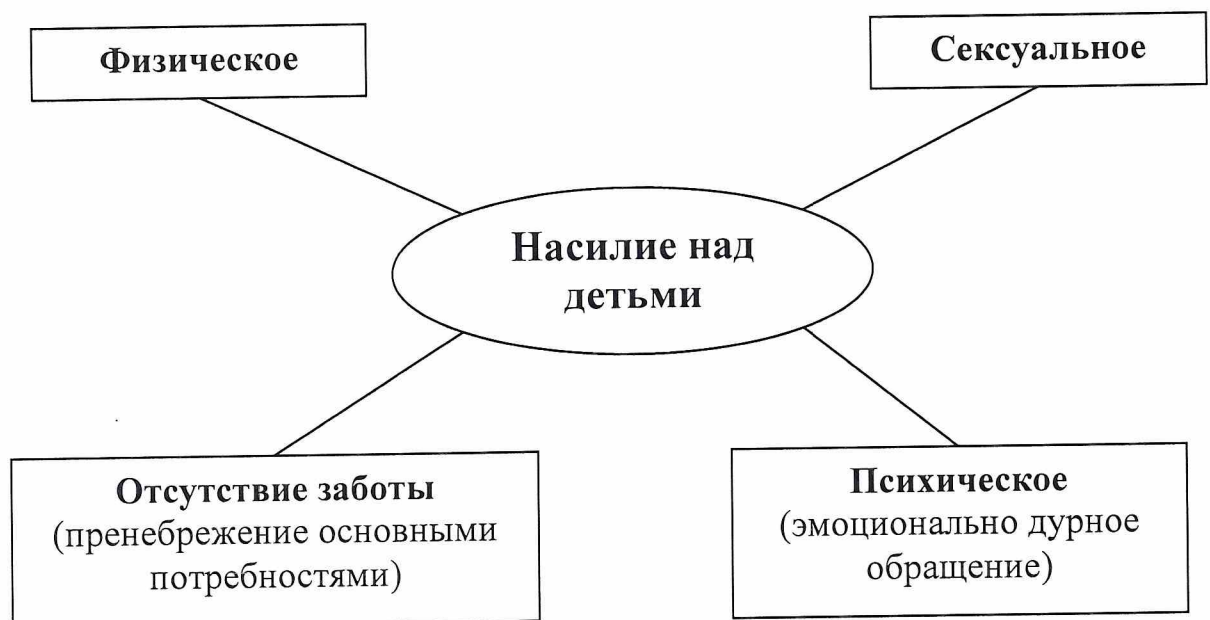 Физическое
Сексуальное
Насилие над
детьми
Отсутствие заботы
(пренебрежение основными
потребностями)
Психическое
(эмоционально дурное
обращение)